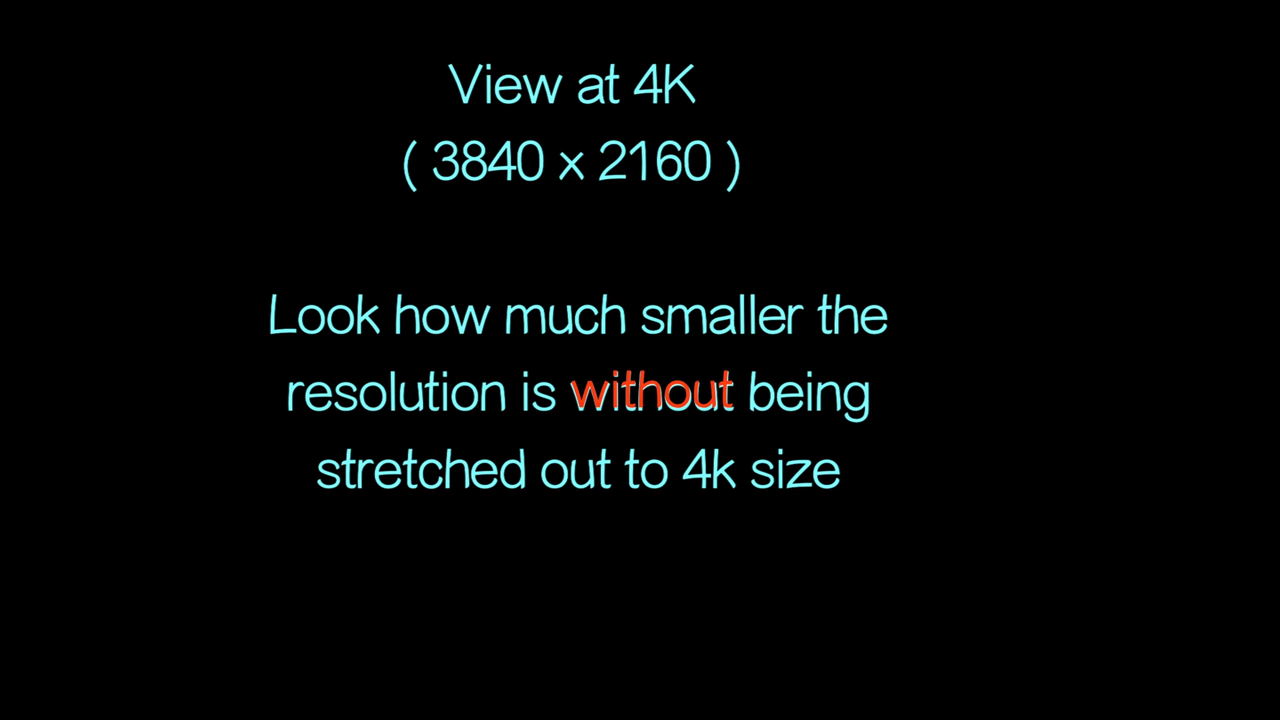 View at 4K
( 3840 x 2160 )
Look how much smaller the
resolution is without being
stretched out to 4k size